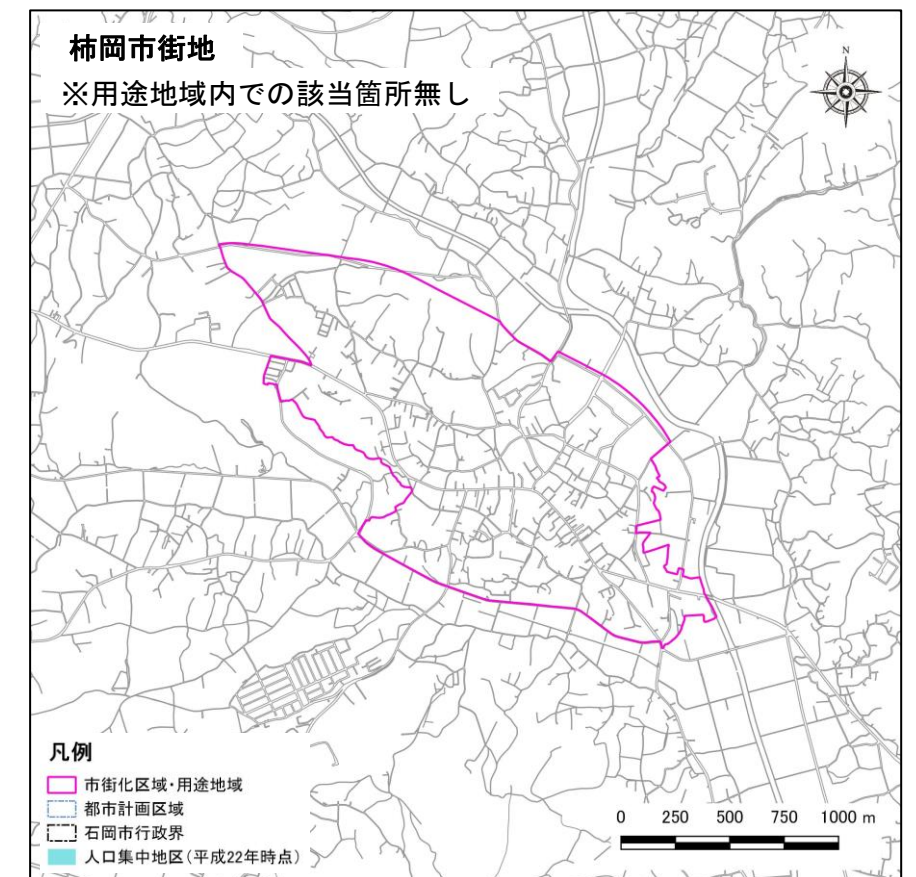 柿岡市街地
※用途地域内での該当箇所無し
N
凡例
市街化区域・用途地域
都市計画区域
石岡市行政界
人口集中地区(平成22年時点)
0 250 500 750 1000 m